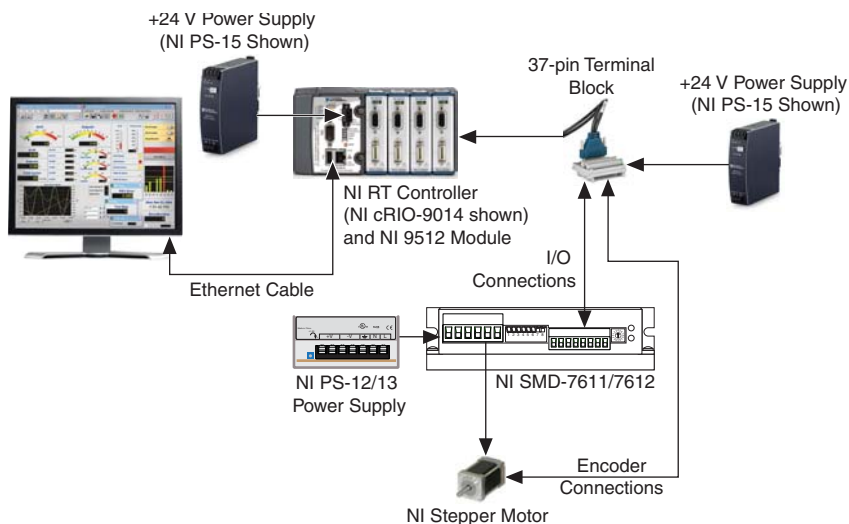 +24 V Power Supply
(NI PS-15 Shown)
37-pin Terminal
Block
+24 V Power Supply
(NI PS-15 Shown)
NI RT Controller
(NI cRIO-9014 shown)
and NI 9512 Module
I/O
Connections
Ethernet Cable
NI PS-12/13
Power Supply
NI SMD-7611/7612
Encoder
Connections
NI Stepper Motor